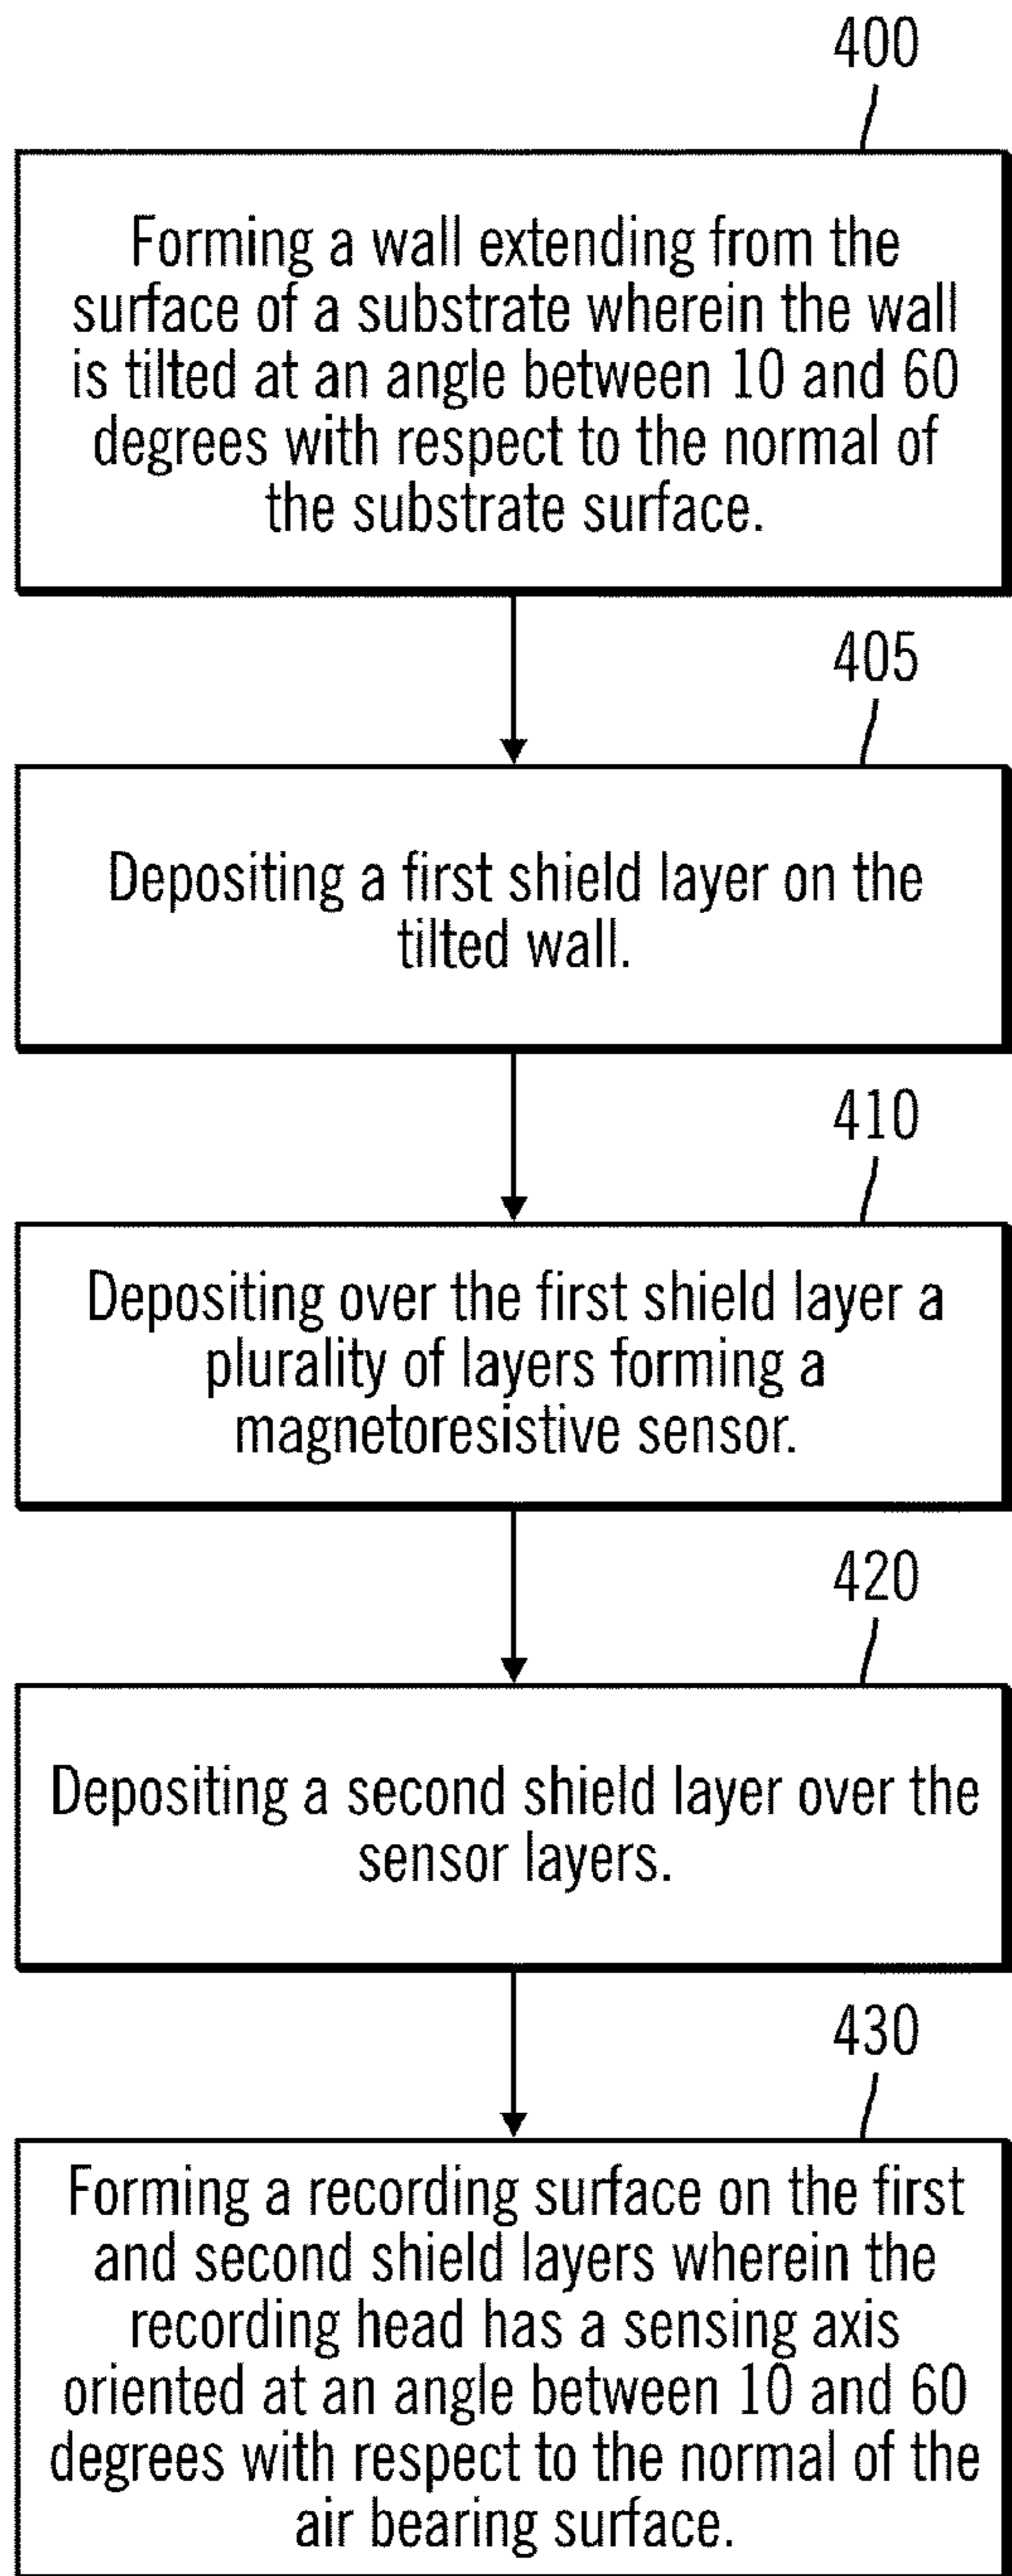 400
Forming a wall extending from the
surface of a substrate wherein the wall
is tilted at an angle between 10 and 60
degrees with respect to the normal of
the substrate surface.
405
Depositing a first shield layer on the
tilted wall.
410
Depositing over the first shield layer a
plurality of layers forming a
magnetoresistive sensor.
420
Depositing a second shield layer over the
sensor layers.
430
Forming a recording surface on the first
and second shield layers wherein the
recording head has a sensing axis
oriented at an angle between 10 and 60
degrees with respect to the normal of the
air bearing surface.